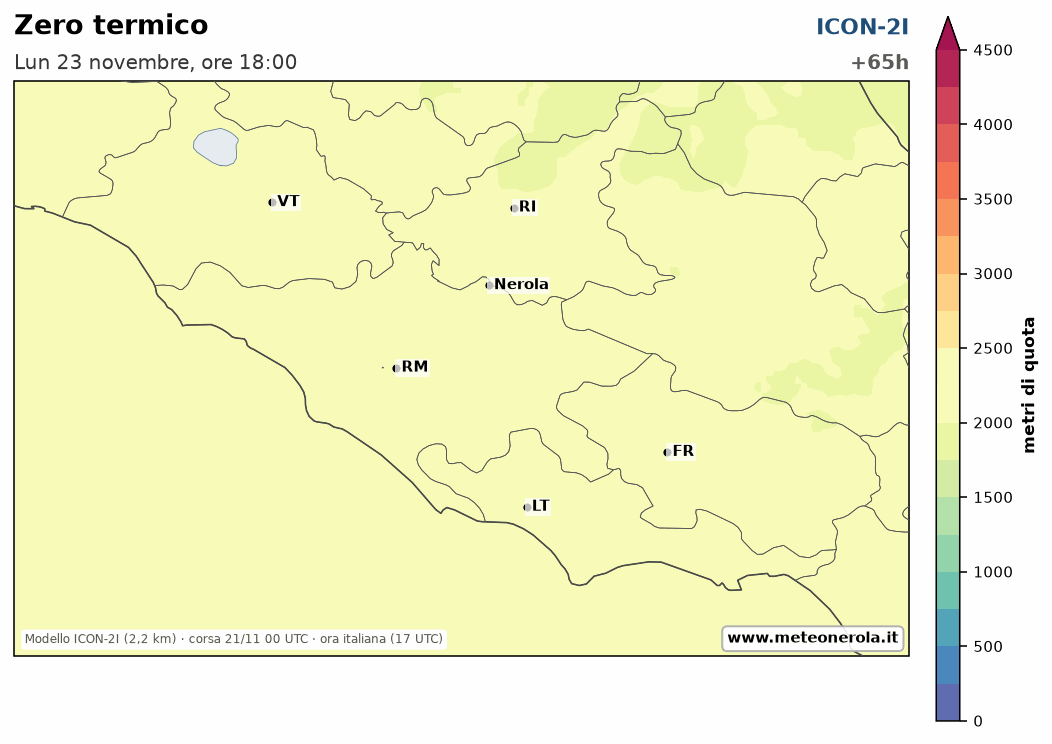 Zero termico
ICON-2I
Lun 23 novembre, ore 18:00
+65h
4500
4000
3500
3000
2500
2000
1500
1000
500
0
metri di quota
VT
RI
Nerola
RM
FR
LT
Modello ICON-2I (2,2 km) · corsa 21/11 00 UTC · ora italiana (17 UTC)
www.meteonerola.it